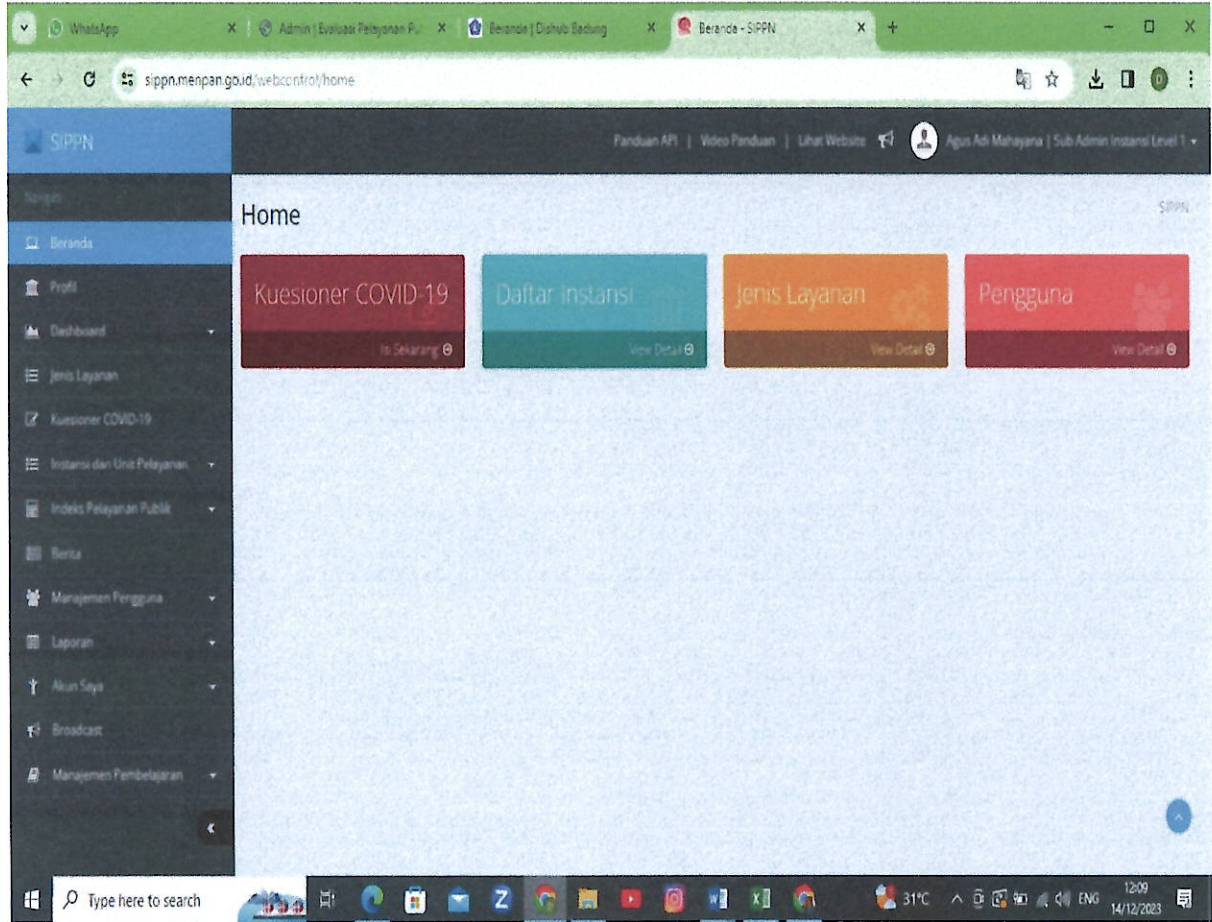 WhatsApp
Admin | Evaluasi Pelayanan Pu
Beranda | Dishub Badung
Beranda - SIPPN
sippn.menpan.go.id/webcontrol/home
SIPPN
Panduan API | Video Panduan | Lihat Website
Agus Adi Mahayana | Sub Admin Instansi Level 1
Navigasi
Home
SIPPN
Beranda
Profil
Dashboard
Jenis Layanan
Kuesioner COVID-19
Instansi dan Unit Pelayanan
Indeks Pelayanan Publik
Berita
Manajemen Pengguna
Laporan
Akun Saya
Broadcast
Manajemen Pembelajaran
Kuesioner COVID-19
Isi Sekarang
Daftar Instansi
View Detail
Jenis Layanan
View Detail
Pengguna
View Detail
Type here to search
31°C
ENG
12:09
14/12/2023